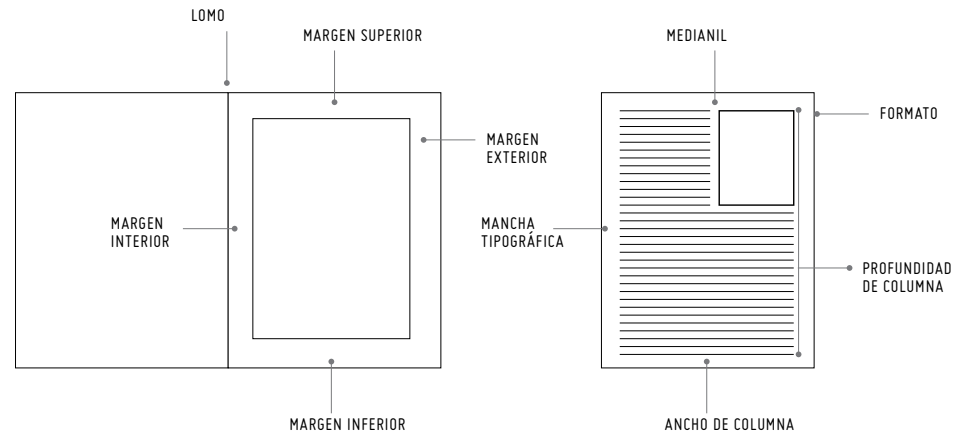 LOMO
MARGEN SUPERIOR
MARGEN
EXTERIOR
MARGEN
INTERIOR
MARGEN INFERIOR
MEDIANIL
FORMATO
MANCHA
TIPOGRÁFICA
PROFUNDIDAD
DE COLUMNA
ANCHO DE COLUMNA